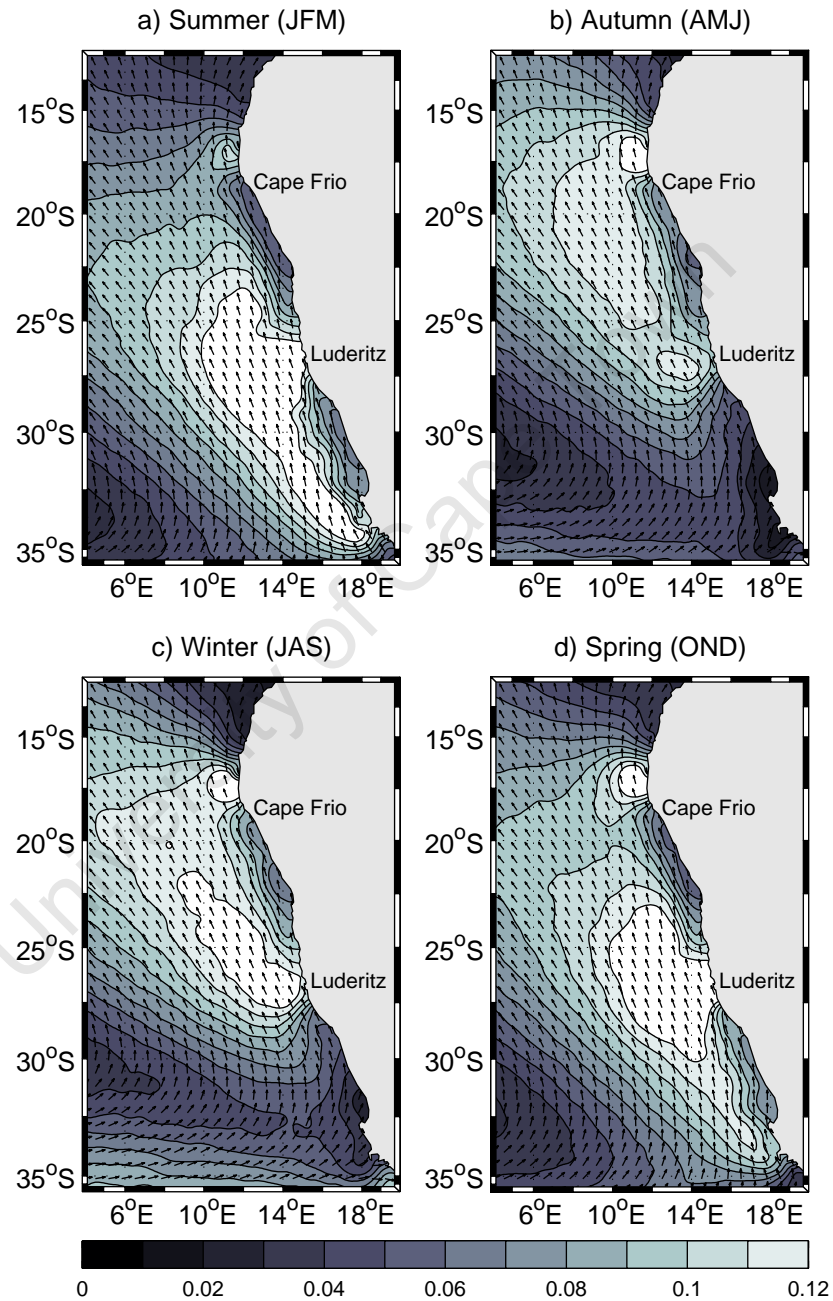 a) Summer (JFM)
b) Autumn (AMJ)
15°S
20°S
25°S
30°S
35°S
Cape Frio
Luderitz
6°E 10°E 14°E 18°E
15°S
20°S
25°S
30°S
35°S
Cape Frio
Luderitz
6°E 10°E 14°E 18°E
c) Winter (JAS)
d) Spring (OND)
15°S
20°S
25°S
30°S
35°S
Cape Frio
Luderitz
6°E 10°E 14°E 18°E
15°S
20°S
25°S
30°S
35°S
Cape Frio
Luderitz
6°E 10°E 14°E 18°E
0 0.02 0.04 0.06 0.08 0.1 0.12
University of Cape